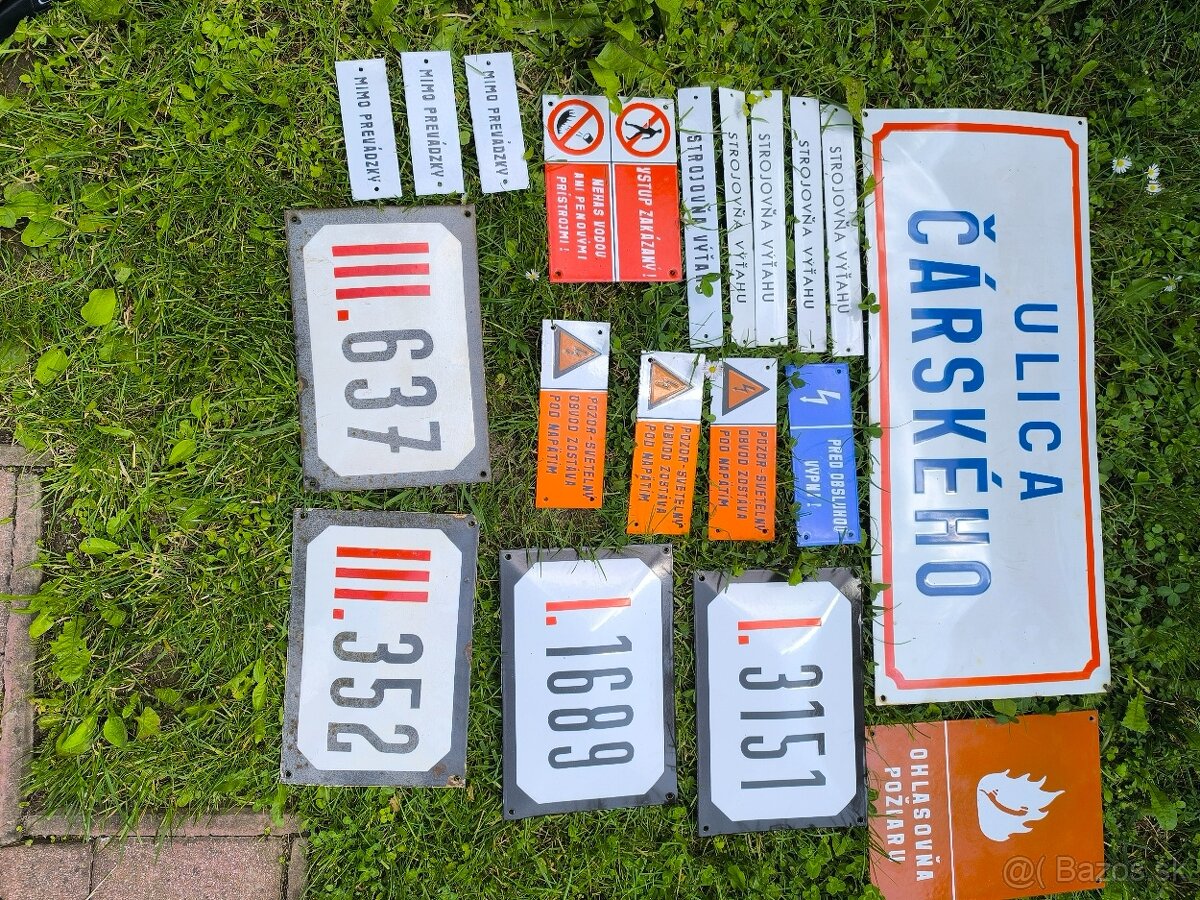 MIMO PREVÁDZKY
MIMO PREVÁDZKY
MIMO PREVÁDZKY
NEHAS VODOU
ANI PENOVÝMI
PRÍSTROJMI!
VSTUP ZAKÁZANÝ!
STROJOVŇA VÝŤAHU
STROJOVŇA VÝŤAHU
STROJOVŇA VÝŤAHU
STROJOVŇA VÝŤAHU
STROJOVŇA VÝŤAHU
ULICA
ČÁRSKÉHO
III.
637
POZOR-SVETELNÝ
OBVOD ZOSTÁVA
POD NAPÄTÍM
POZOR-SVETELNÝ
OBVOD ZOSTÁVA
POD NAPÄTÍM
POZOR-SVETELNÝ
OBVOD ZOSTÁVA
POD NAPÄTÍM
PRED OBSLUHOU
VYPNI!
III.
352
I.
1689
I.
3151
OHLASOVŇA
POŽIARU
@( Bazos.sk